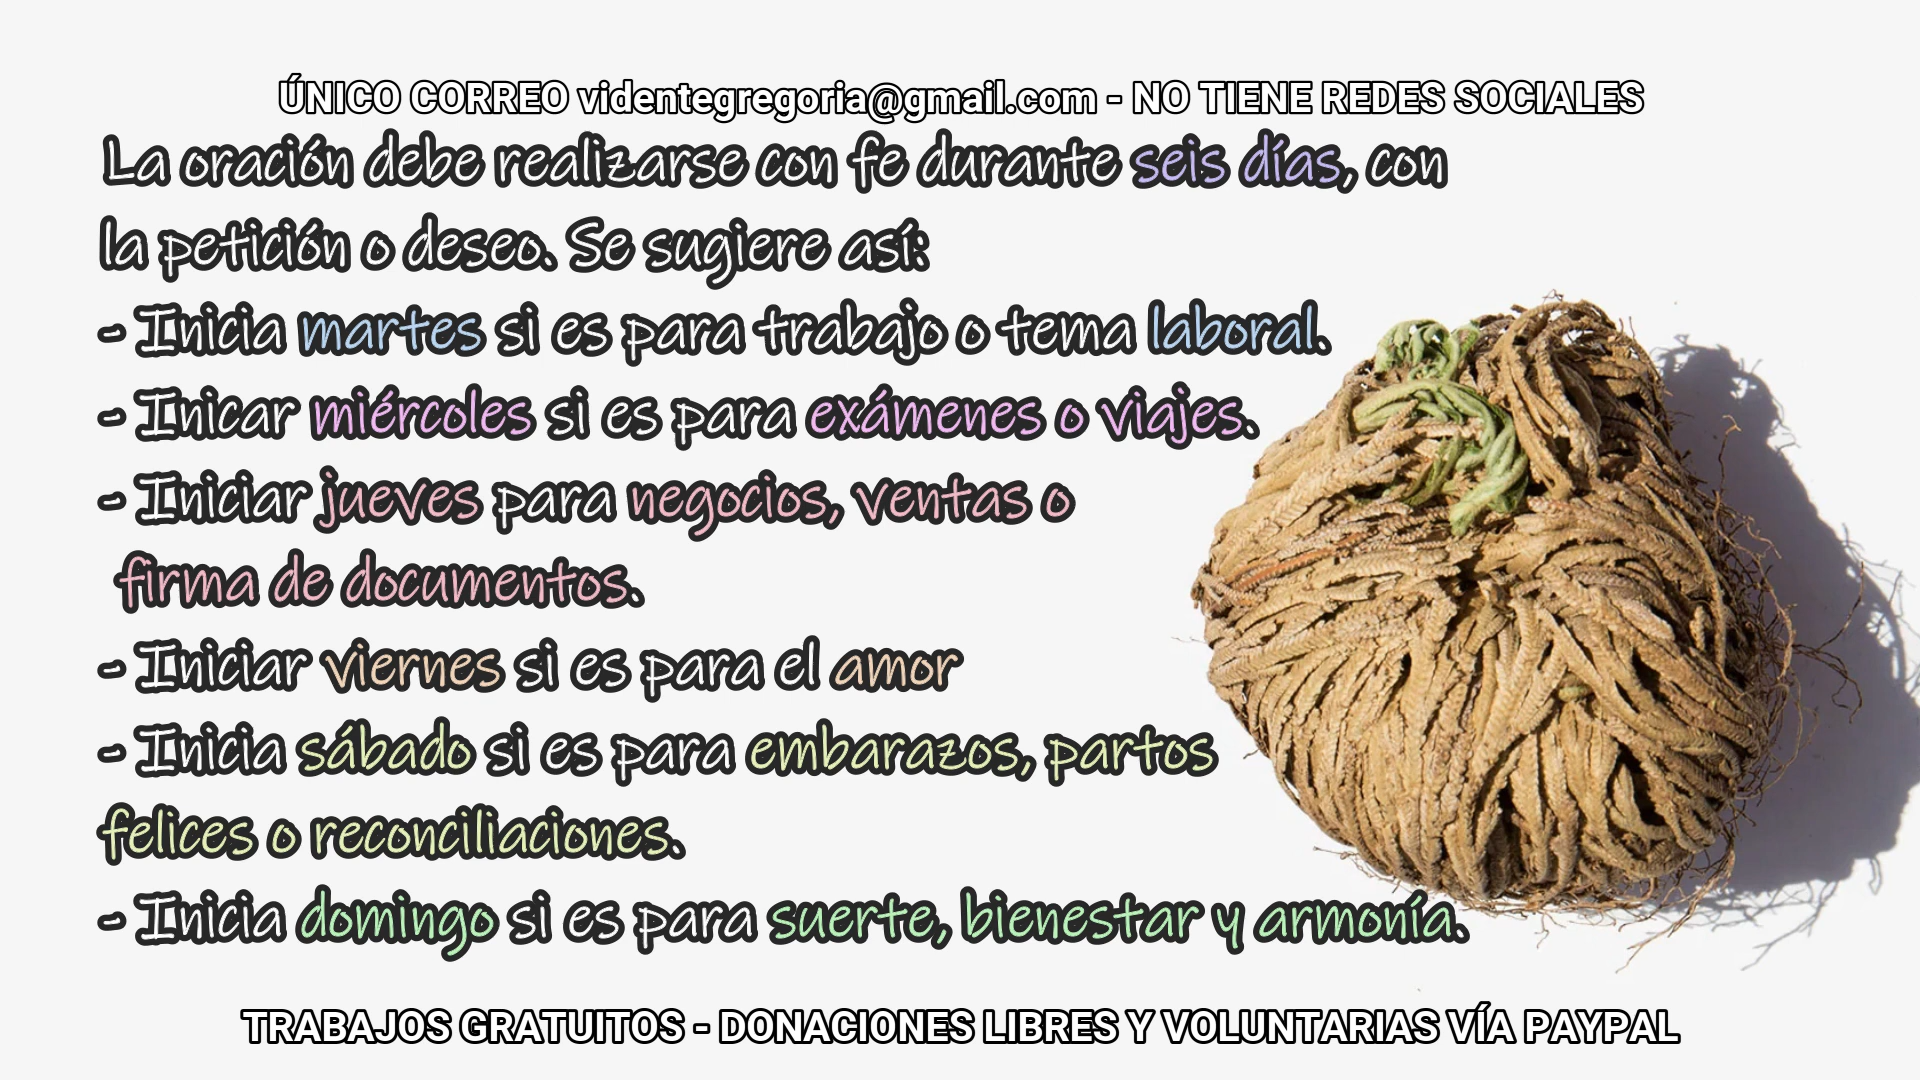 ÚNICO CORREO videntegregoria@gmail.com - NO TIENE REDES SOCIALES
La oración debe realizarse con fe durante seis días, con
la petición o deseo. Se sugiere así:
- Inicia martes si es para trabajo o tema laboral.
- Inicar miércoles si es para exámenes o viajes.
- Iniciar jueves para negocios, ventas o
firma de documentos.
- Iniciar viernes si es para el amor
- Inicia sábado si es para embarazos, partos
felices o reconciliaciones.
- Inicia domingo si es para suerte, bienestar y armonía.
TRABAJOS GRATUITOS - DONACIONES LIBRES Y VOLUNTARIAS VÍA PAYPAL